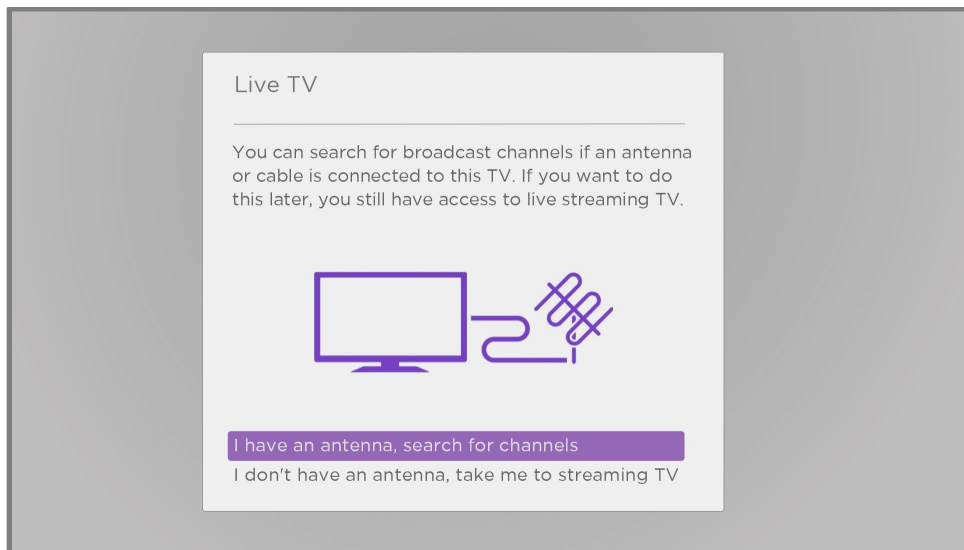 Live TV
You can search for broadcast channels if an antenna
or cable is connected to this TV. If you want to do
this later, you still have access to live streaming TV.
I have an antenna, search for channels
I don't have an antenna, take me to streaming TV